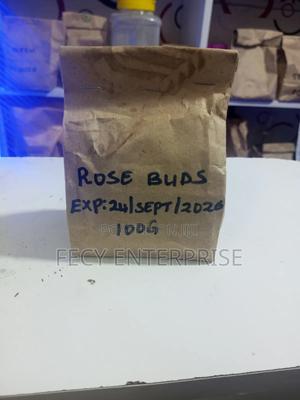 ROSE BUDS
EXP:24/SEPT/2026
100G
FECY ENTERPRISE